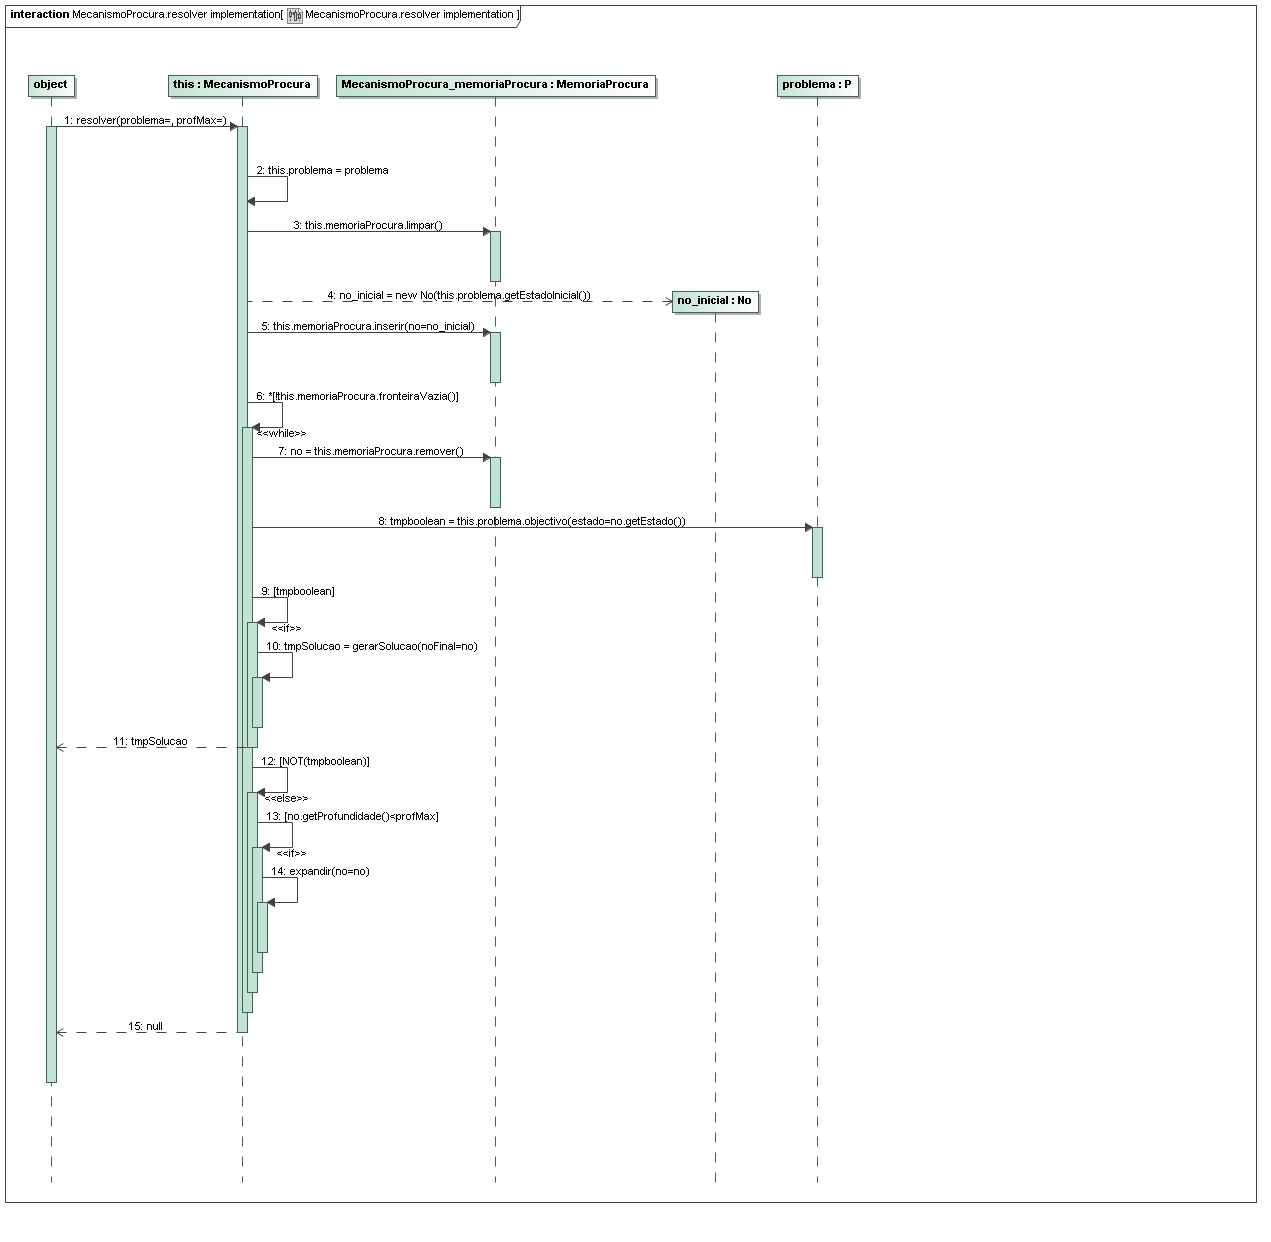 interaction MecanismoProcura.resolver implementation[ MecanismoProcura.resolver implementation ]
object
this : MecanismoProcura
MecanismoProcura_memoriaProcura : MemoriaProcura
problema : P
1: resolver(problema=, profMax=)
2: this.problema = problema
3: this.memoriaProcura.limpar()
4: no_inicial = new No(this.problema.getEstadoInicial())
no_inicial : No
5: this.memoriaProcura.inserir(no=no_inicial)
6: *[!this.memoriaProcura.fronteiraVazia()]
<<while>>
7: no = this.memoriaProcura.remover()
8: tmpboolean = this.problema.objectivo(estado=no.getEstado())
9: [tmpboolean]
<<if>>
10: tmpSolucao = gerarSolucao(noFinal=no)
11: tmpSolucao
12: [NOT(tmpboolean)]
<<else>>
13: [no.getProfundidade()<profMax]
<<if>>
14: expandir(no=no)
15: null